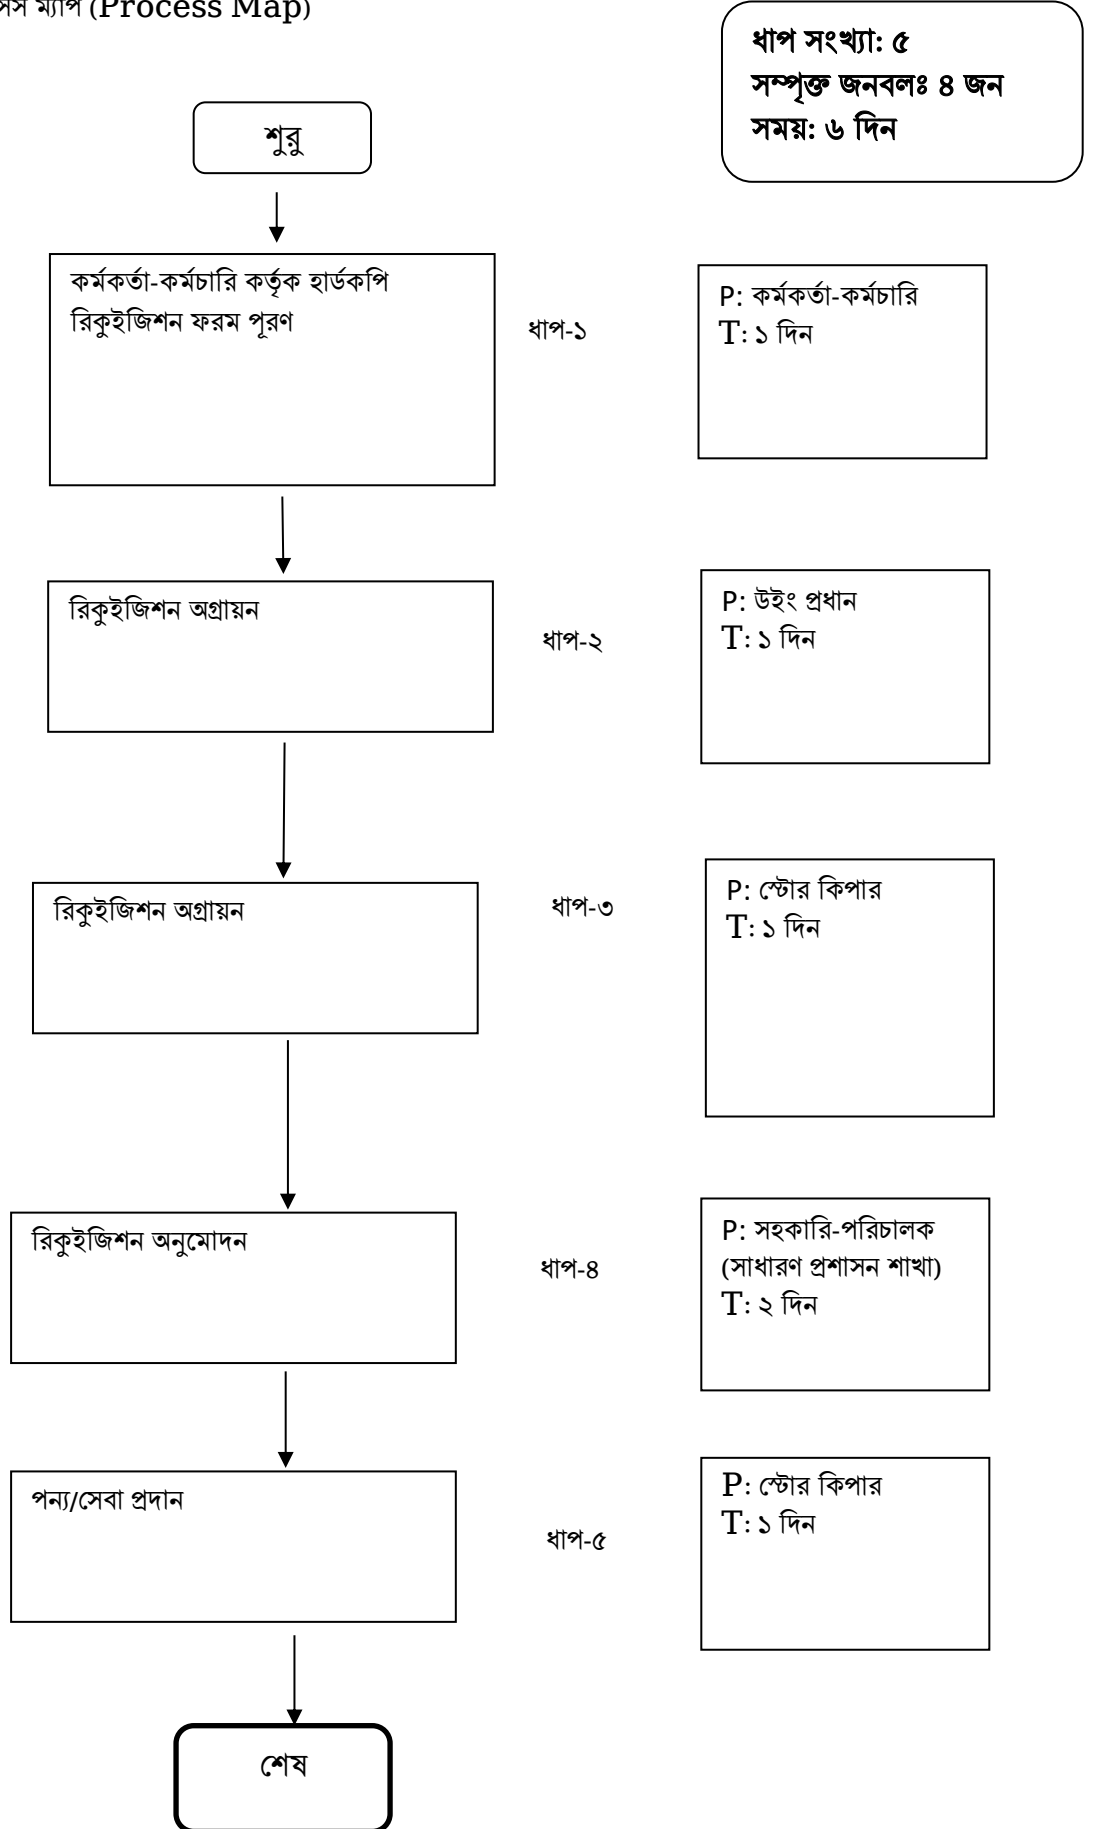 ম্যাপ (Process Map)
ধাপ সংখ্যা: ৫
সম্পৃক্ত জনবলঃ ৪ জন
সময়: ৬ দিন
শুরু
কর্মকর্তা-কর্মচারি কর্তৃক হার্ডকপি
রিকুইজিশন ফরম পূরণ
ধাপ-১
P: কর্মকর্তা-কর্মচারি
T: ১ দিন
রিকুইজিশন অগ্রায়ন
ধাপ-২
P: উইং প্রধান
T: ১ দিন
রিকুইজিশন অগ্রায়ন
ধাপ-৩
P: স্টোর কিপার
T: ১ দিন
রিকুইজিশন অনুমোদন
ধাপ-৪
P: সহকারি-পরিচালক
(সাধারণ প্রশাসন শাখা)
T: ২ দিন
পন্য/সেবা প্রদান
ধাপ-৫
P: স্টোর কিপার
T: ১ দিন
শেষ